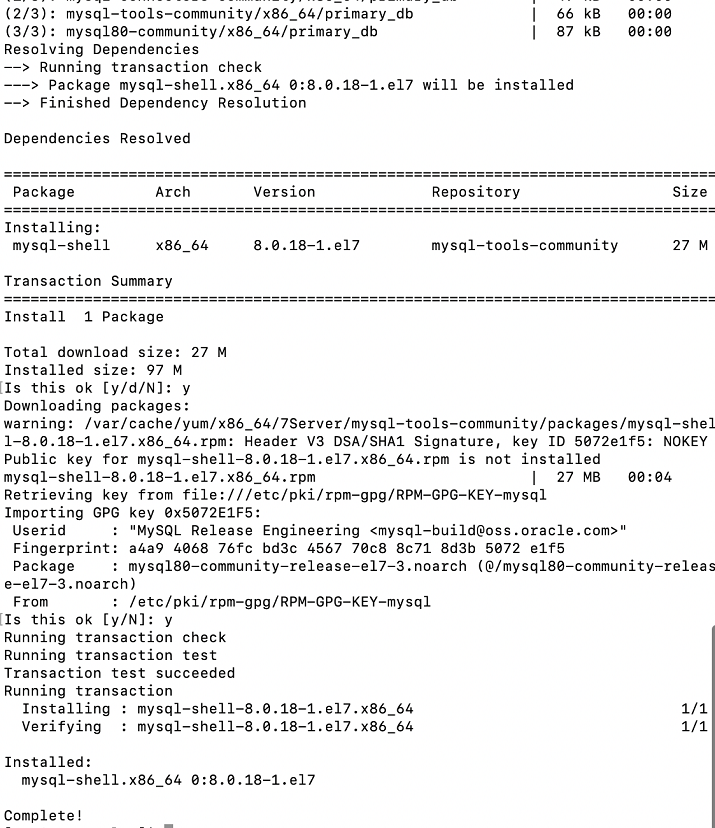 (2/3): mysql-tools-community/x86_64/primary_db | 66 kB 00:00
(3/3): mysql80-community/x86_64/primary_db | 87 kB 00:00
Resolving Dependencies
--> Running transaction check
---> Package mysql-shell.x86_64 0:8.0.18-1.el7 will be installed
--> Finished Dependency Resolution
Dependencies Resolved
================================================================================
Package Arch Version Repository Size
================================================================================
Installing:
mysql-shell x86_64 8.0.18-1.el7 mysql-tools-community 27 M
Transaction Summary
================================================================================
Install 1 Package
Total download size: 27 M
Installed size: 97 M
Is this ok [y/d/N]: y
Downloading packages:
warning: /var/cache/yum/x86_64/7Server/mysql-tools-community/packages/mysql-shel
l-8.0.18-1.el7.x86_64.rpm: Header V3 DSA/SHA1 Signature, key ID 5072e1f5: NOKEY
Public key for mysql-shell-8.0.18-1.el7.x86_64.rpm is not installed
mysql-shell-8.0.18-1.el7.x86_64.rpm | 27 MB 00:04
Retrieving key from file:///etc/pki/rpm-gpg/RPM-GPG-KEY-mysql
Importing GPG key 0x5072E1F5:
Userid : "MySQL Release Engineering <mysql-build@oss.oracle.com>"
Fingerprint: a4a9 4068 76fc bd3c 4567 70c8 8c71 8d3b 5072 e1f5
Package : mysql80-community-release-el7-3.noarch (@/mysql80-community-releas
e-el7-3.noarch)
From : /etc/pki/rpm-gpg/RPM-GPG-KEY-mysql
Is this ok [y/N]: y
Running transaction check
Running transaction test
Transaction test succeeded
Running transaction
Installing : mysql-shell-8.0.18-1.el7.x86_64 1/1
Verifying : mysql-shell-8.0.18-1.el7.x86_64 1/1
Installed:
mysql-shell.x86_64 0:8.0.18-1.el7
Complete!